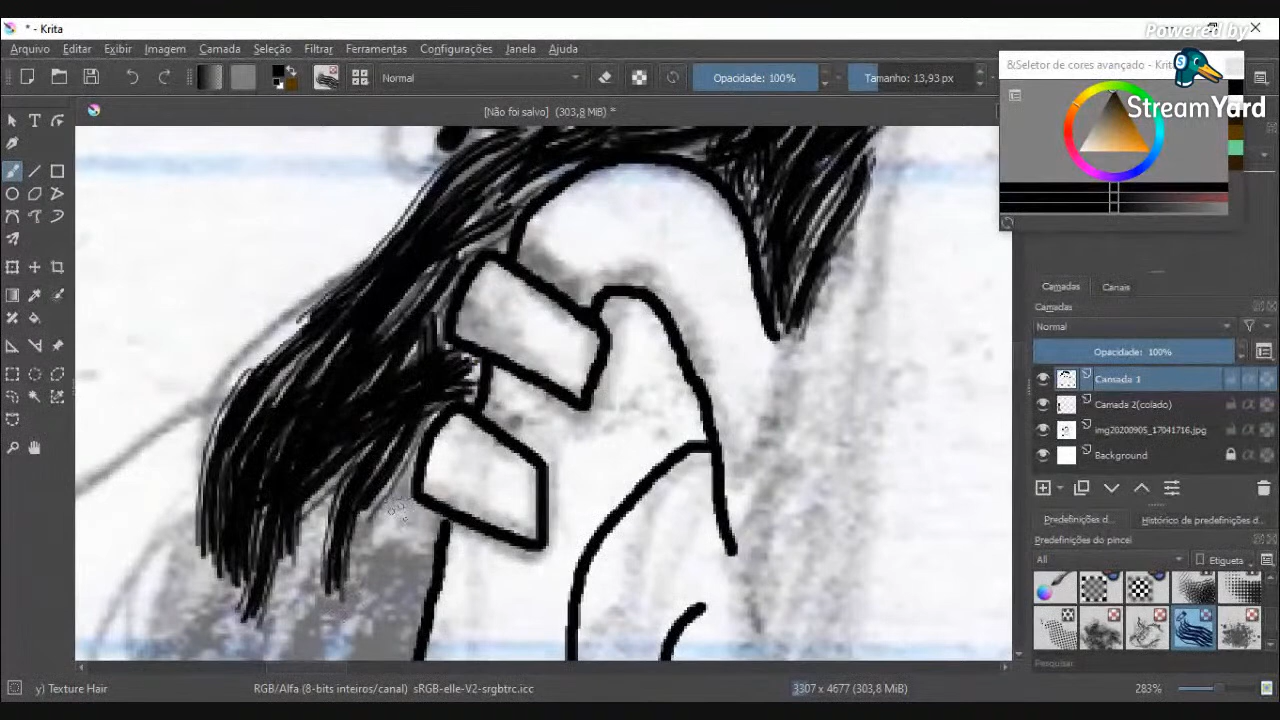 * - Krita
Powered by
StreamYard
Arquivo Editar Exibir Imagem Camada Seleção Filtrar Ferramentas Configurações Janela Ajuda
Normal
Opacidade: 100%
Tamanho: 13,93 px
&Seletor de cores avançado - Krit
[Não foi salvo] (303,8 MiB) *
Camadas Canais
Camadas
Normal
Opacidade: 100%
Camada 1
Camada 2(colado)
img20200905_17041716.jpg
Background
Predefinições d... Histórico de predefinições d...
Predefinições do pincel
All
Etiqueta
Pesquisar
y) Texture Hair
RGB/Alfa (8-bits inteiros/canal) sRGB-elle-V2-srgbtrc.icc
3307 x 4677 (303,8 MiB)
283%